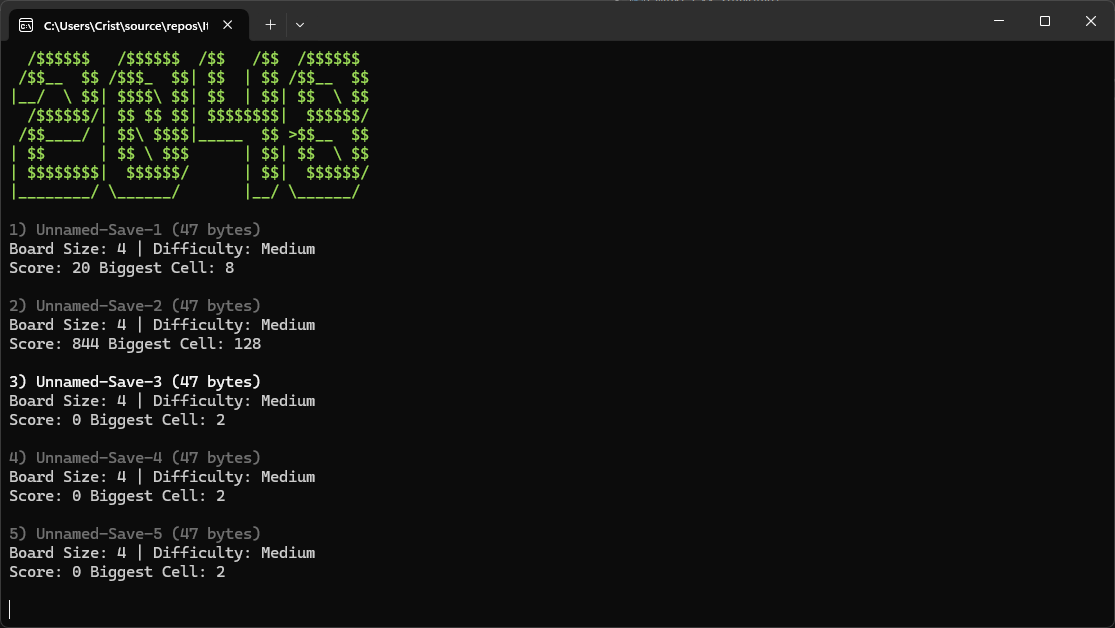 C:\Users\Crist\source\repos\It
  /$$$$$$   /$$$$$$  /$$   /$$  /$$$$$$
 /$$__  $$ /$$$_  $$| $$  | $$ /$$__  $$
|__/  \ $$| $$$$\ $$| $$  | $$| $$  \ $$
  /$$$$$$/| $$ $$ $$| $$$$$$$$|  $$$$$$/
 /$$____/ | $$\ $$$$|_____  $$ >$$__  $$
| $$      | $$ \ $$$      | $$| $$  \ $$
| $$$$$$$$|  $$$$$$/      | $$|  $$$$$$/
|________/ \______/       |__/ \______/
1) Unnamed-Save-1 (47 bytes)
Board Size: 4 | Difficulty: Medium
Score: 20 Biggest Cell: 8
2) Unnamed-Save-2 (47 bytes)
Board Size: 4 | Difficulty: Medium
Score: 844 Biggest Cell: 128
3) Unnamed-Save-3 (47 bytes)
Board Size: 4 | Difficulty: Medium
Score: 0 Biggest Cell: 2
4) Unnamed-Save-4 (47 bytes)
Board Size: 4 | Difficulty: Medium
Score: 0 Biggest Cell: 2
5) Unnamed-Save-5 (47 bytes)
Board Size: 4 | Difficulty: Medium
Score: 0 Biggest Cell: 2